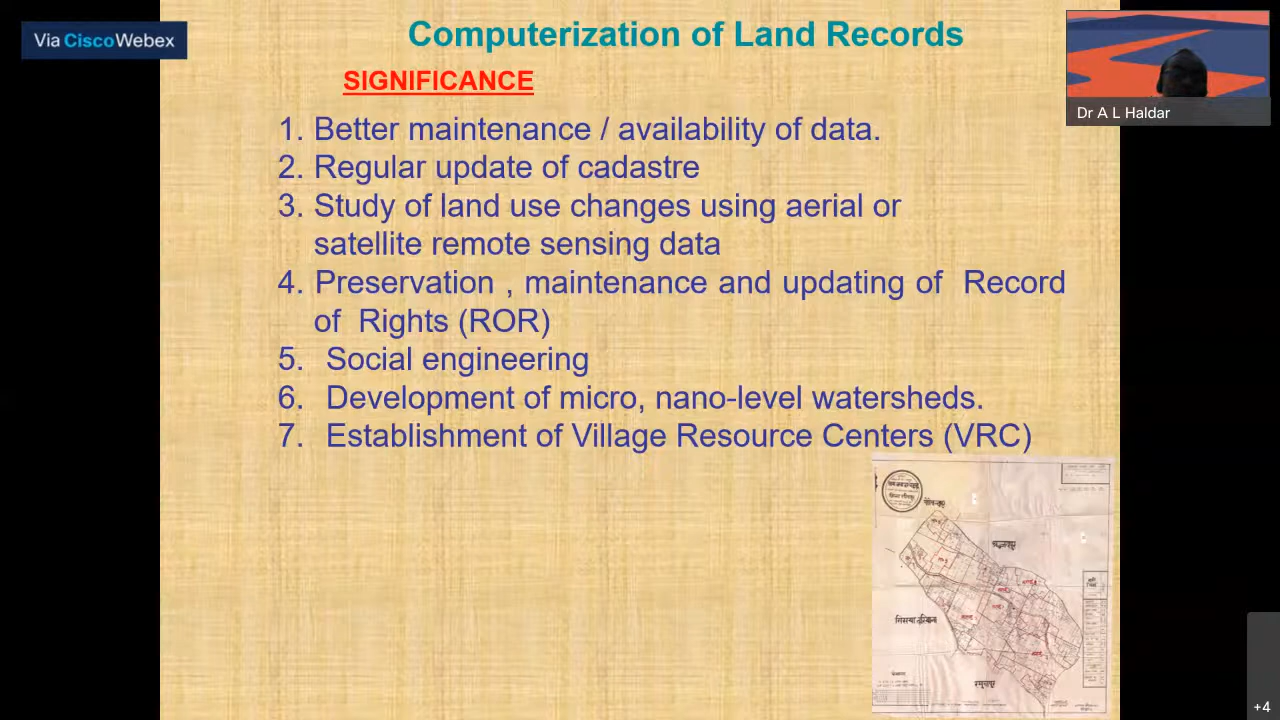 Via Cisco Webex
Computerization of Land Records
SIGNIFICANCE
Dr A L Haldar
1. Better maintenance / availability of data.
2. Regular update of cadastre
3. Study of land use changes using aerial or
satellite remote sensing data
4. Preservation , maintenance and updating of Record
of Rights (ROR)
5. Social engineering
6. Development of micro, nano-level watersheds.
7. Establishment of Village Resource Centers (VRC)
+4